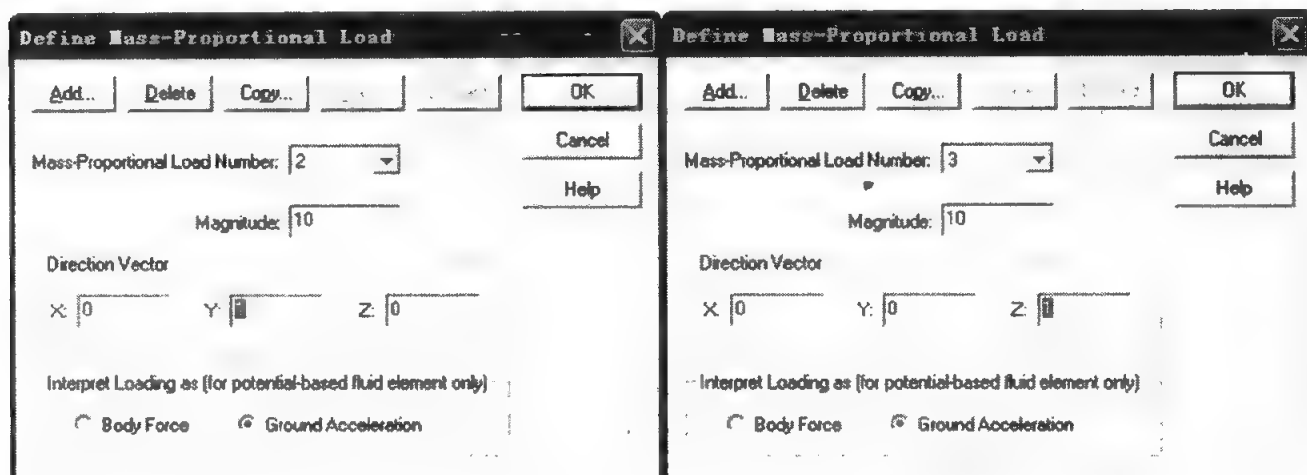 Define Mass-Proportional Load
Add... Delete Copy... OK
Cancel
Mass-Proportional Load Number: 2
Help
Magnitude: 10
Direction Vector
X: 0 Y: 1 Z: 0
Interpret Loading as (for potential-based fluid element only)
Body Force Ground Acceleration
Define Mass-Proportional Load
Add... Delete Copy... OK
Cancel
Mass-Proportional Load Number: 3
Help
Magnitude: 10
Direction Vector
X: 0 Y: 0 Z: 1
Interpret Loading as (for potential-based fluid element only)
Body Force Ground Acceleration